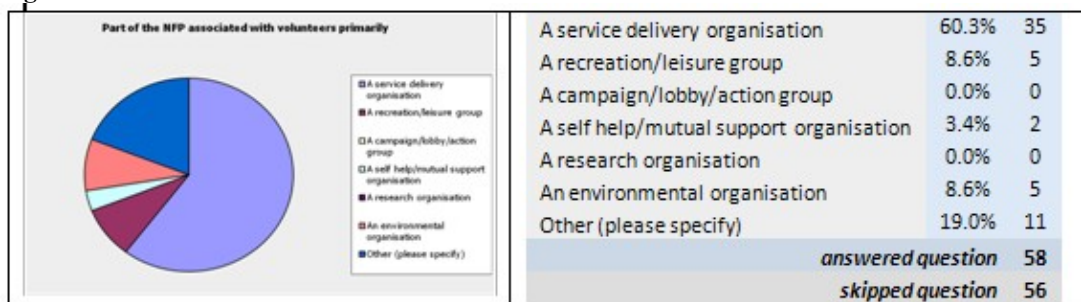 Part of the NFP associated with volunteers primarily
A service delivery
organisation
A recreation/leisure group
A campaign/lobby/action
group
A self help/mutual support
organisation
A research organisation
An environmental
organisation
Other (please specify)
A service delivery organisation 60.3% 35
A recreation/leisure group 8.6% 5
A campaign/lobby/action group 0.0% 0
A self help/mutual support organisation 3.4% 2
A research organisation 0.0% 0
An environmental organisation 8.6% 5
Other (please specify) 19.0% 11
answered question 58
skipped question 56